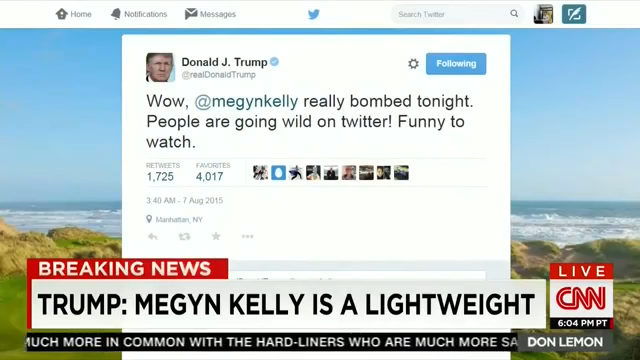 Home Notifications Messages Search Twitter
Donald J. Trump
@realDonaldTrump
Following
Wow, @megynkelly really bombed tonight.
People are going wild on twitter! Funny to
watch.
RETWEETS FAVORITES
1,725 4,017
3:40 AM - 7 Aug 2015
Manhattan, NY
BREAKING NEWS
LIVE
TRUMP: MEGYN KELLY IS A LIGHTWEIGHT
CNN
6:04 PM PT
MUCH MORE IN COMMON WITH THE HARD-LINERS WHO ARE MUCH MORE SA
DON LEMON